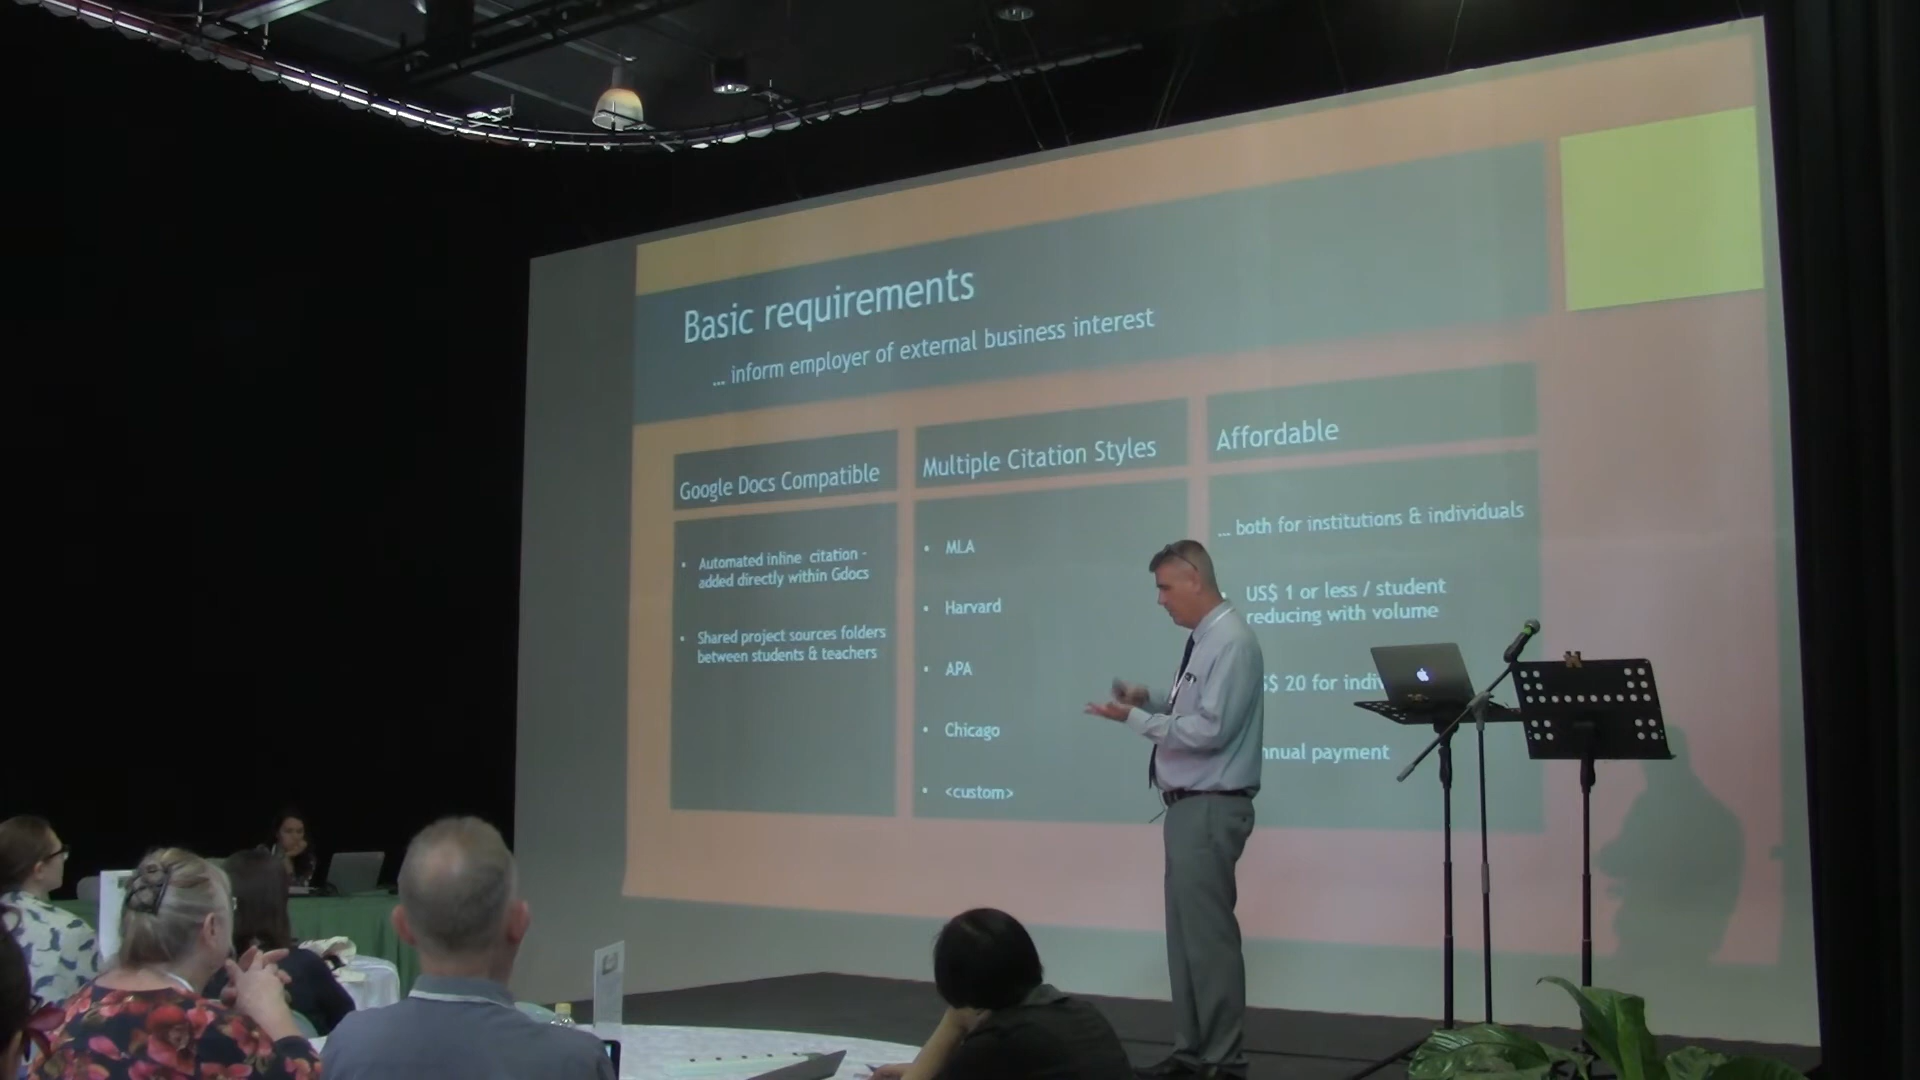 Basic requirements
... inform employer of external business interest
Google Docs Compatible
• Automated inline citation -
added directly within Gdocs
• Shared project sources folders
between students & teachers
Multiple Citation Styles
• MLA
• Harvard
• APA
• Chicago
• <custom>
Affordable
... both for institutions & individuals
US$ 1 or less / student
reducing with volume
$ 20 for
payment